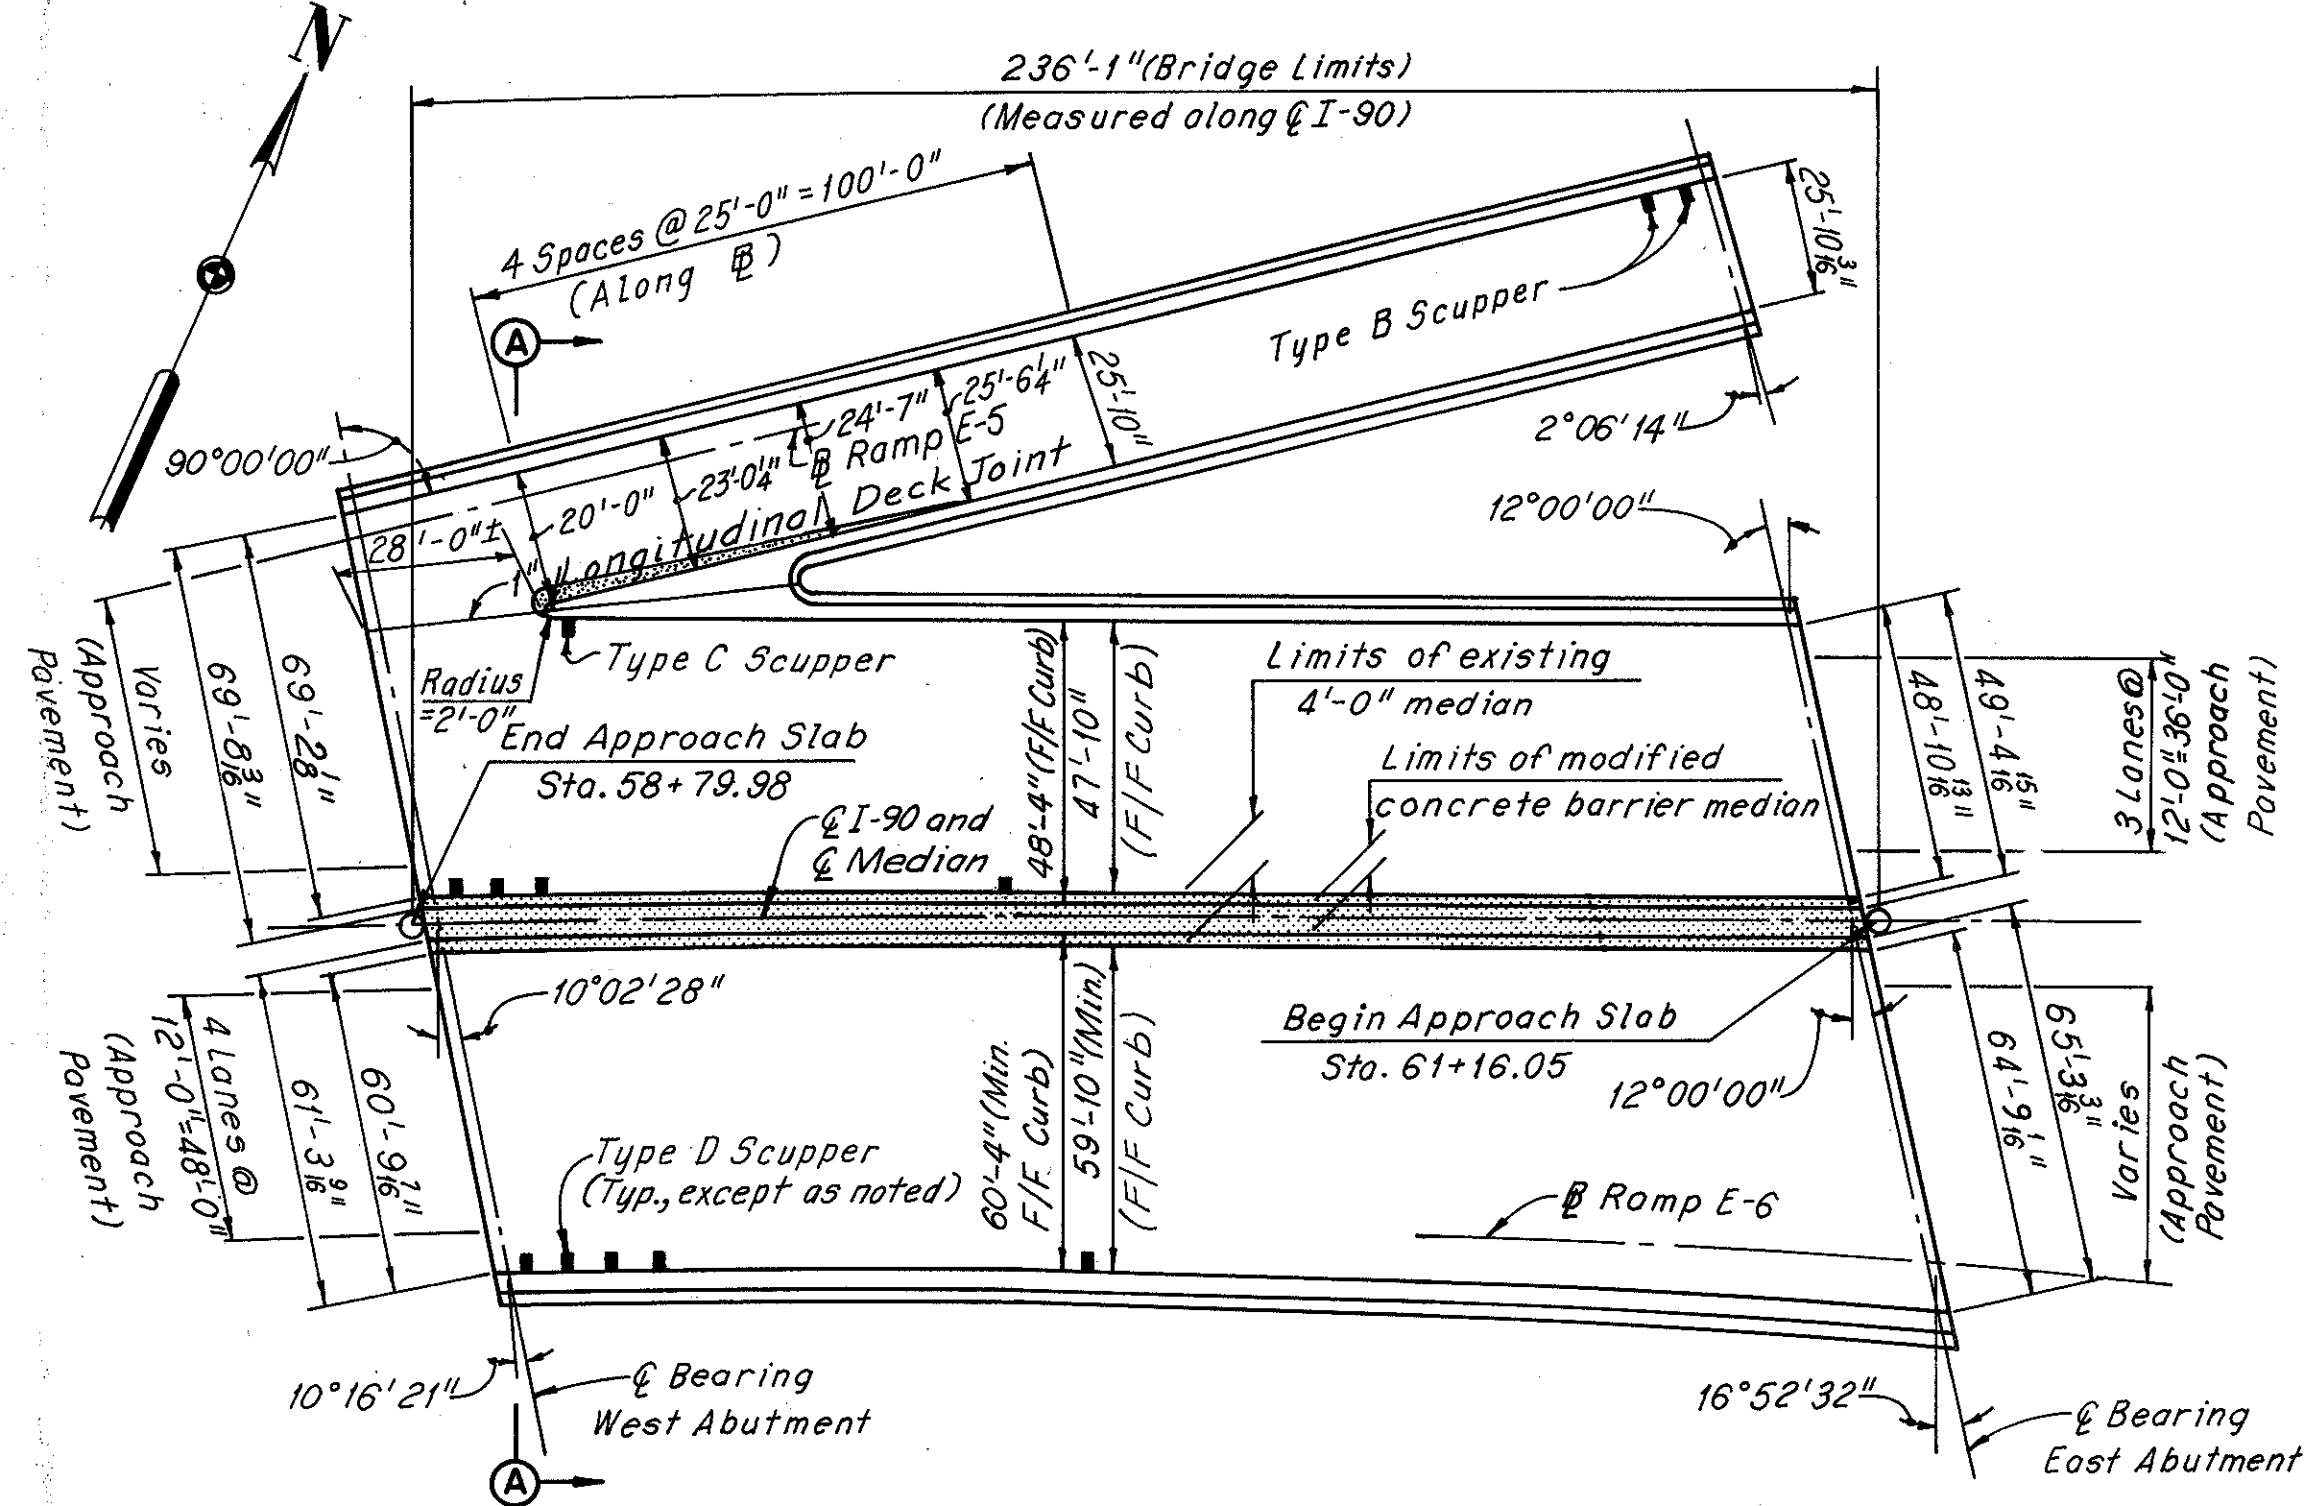 N
236'-1" (Bridge Limits)
(Measured along ℄ I-90)
4 Spaces @ 25'-0" = 100'-0"
(Along ⅊)
A
25'-10 3/16"
Type B Scupper
2°06'14"
90°00'00"
28'-0"±
1" Longitudinal Deck Joint
20'-0"
23'-0 1/4"
24'-7"
25'-6 1/4"
25'-10"
⅊ Ramp E-5
12°00'00"
Varies
(Approach
Pavement)
69'-8 3/16"
69'-2 1/8"
Radius
=2'-0"
Type C Scupper
End Approach Slab
Sta. 58+79.98
℄ I-90 and
℄ Median
48'-4" (F/F Curb)
47'-10"
(F/F Curb)
Limits of existing
4'-0" median
Limits of modified
concrete barrier median
48'-10 13/16"
49'-4 15/16"
3 Lanes @
12'-0"=36'-0"
(Approach
Pavement)
10°02'28"
4 Lanes @
12'-0"=48'-0"
(Approach
Pavement)
61'-3 9/16"
60'-9 7/16"
60'-4" (Min.
F/F Curb)
59'-10" (Min.)
(F/F Curb)
Begin Approach Slab
Sta. 61+16.05
12°00'00"
64'-9 1/16"
65'-3 3/16"
Varies
(Approach
Pavement)
Type D Scupper
(Typ., except as noted)
⅊ Ramp E-6
10°16'21"
℄ Bearing
West Abutment
16°52'32"
℄ Bearing
East Abutment
A